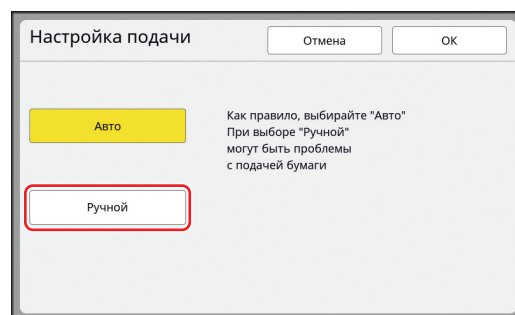 Настройка подачи
Отмена
ОК
Авто
Как правило, выбирайте "Авто"
При выборе "Ручной"
могут быть проблемы
с подачей бумаги
Ручной